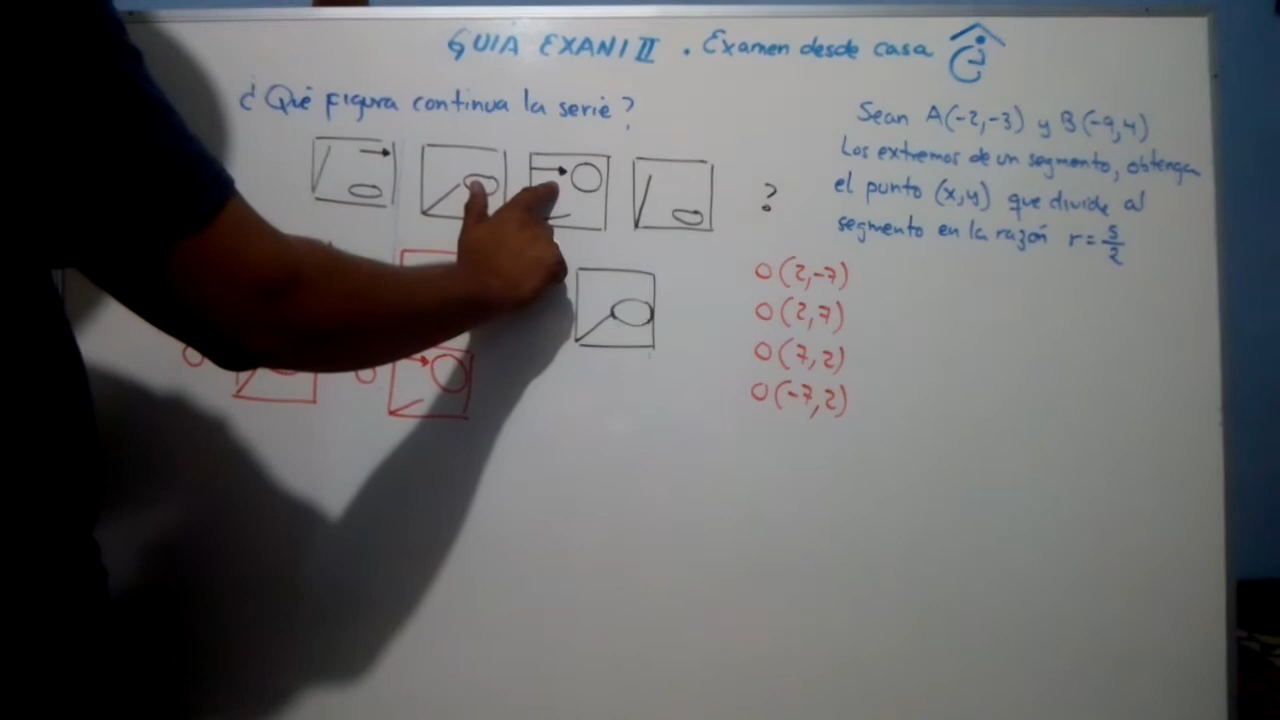 GUIA EXANI II . Examen desde casa
¿Qué figura continua la serie?
?
Sean A(-2,-3) y B(-9,4)
Los extremos de un segmento, obtengan
el punto (x,y) que divide al
segmento en la razón r=5/2
O(2,-7)
O(2,7)
O(7,2)
O(-7,2)